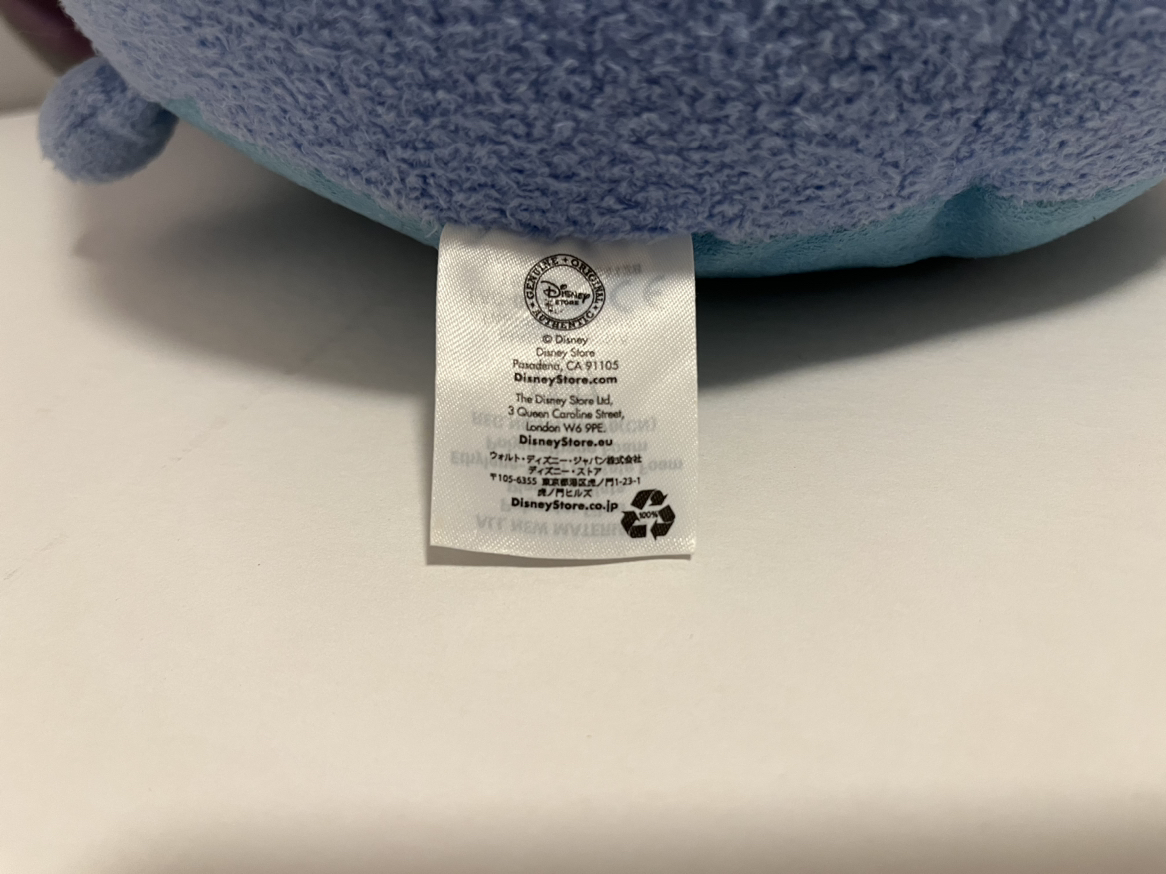 GENUINE • ORIGINAL
Disney
STORE
AUTHENTIC
© Disney
Disney Store
Pasadena, CA 91105
DisneyStore.com
The Disney Store Ltd,
3 Queen Caroline Street,
London W6 9PE.
DisneyStore.eu
ウォルト・ディズニー・ジャパン株式会社
ディズニー・ストア
〒105-6355 東京都港区虎ノ門1-23-1
虎ノ門ヒルズ
DisneyStore.co.jp
100%